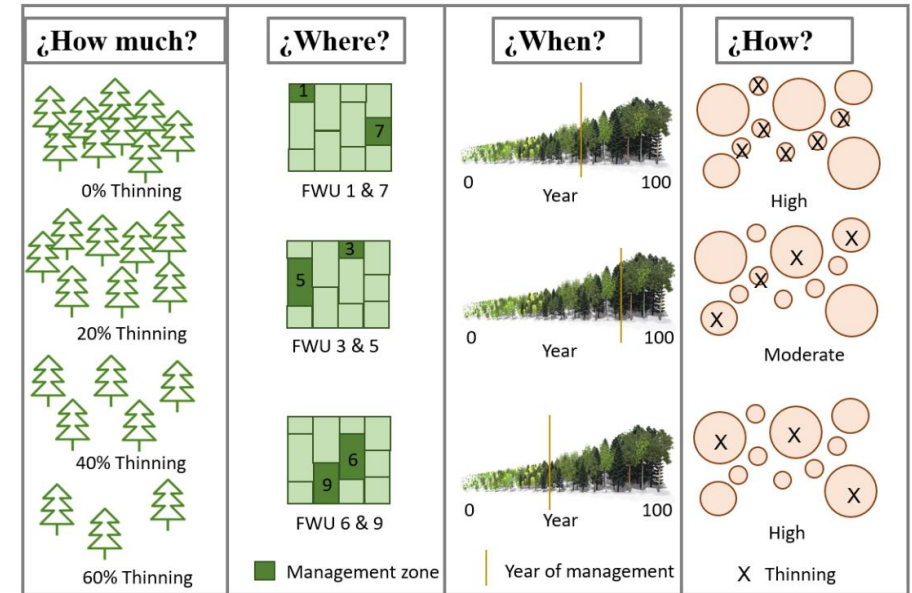 ¿How much?
0% Thinning
20% Thinning
40% Thinning
60% Thinning
¿Where?
1
7
FWU 1 & 7
3
5
FWU 3 & 5
6
9
FWU 6 & 9
Management zone
¿When?
0
100
Year
0
100
Year
0
100
Year
Year of management
¿How?
X
X
X
X
X
X
High
X
X
X
X
Moderate
X
X
X
High
X Thinning